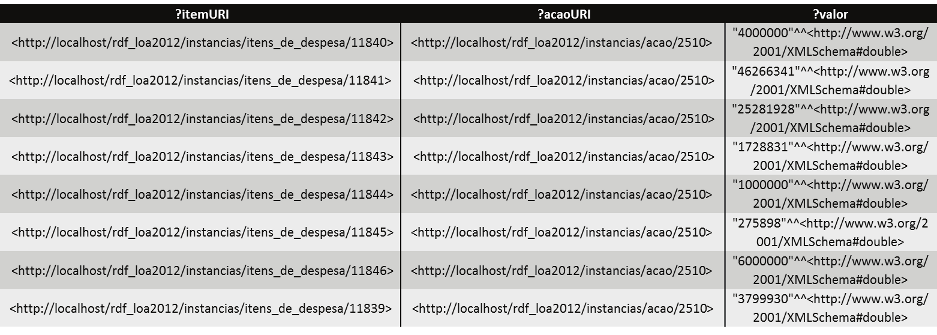 ?itemURI ?acaoURI ?valor
<http://localhost/rdf_loa2012/instancias/itens_de_despesa/11840> <http://localhost/rdf_loa2012/instancias/acao/2510> "4000000"^^<http://www.w3.org/
2001/XMLSchema#double>
<http://localhost/rdf_loa2012/instancias/itens_de_despesa/11841> <http://localhost/rdf_loa2012/instancias/acao/2510> "46266341"^^<http://www.w3.org
/2001/XMLSchema#double>
<http://localhost/rdf_loa2012/instancias/itens_de_despesa/11842> <http://localhost/rdf_loa2012/instancias/acao/2510> "25281928"^^<http://www.w3.org
/2001/XMLSchema#double>
<http://localhost/rdf_loa2012/instancias/itens_de_despesa/11843> <http://localhost/rdf_loa2012/instancias/acao/2510> "1728831"^^<http://www.w3.org/
2001/XMLSchema#double>
<http://localhost/rdf_loa2012/instancias/itens_de_despesa/11844> <http://localhost/rdf_loa2012/instancias/acao/2510> "1000000"^^<http://www.w3.org/
2001/XMLSchema#double>
<http://localhost/rdf_loa2012/instancias/itens_de_despesa/11845> <http://localhost/rdf_loa2012/instancias/acao/2510> "275898"^^<http://www.w3.org/2
001/XMLSchema#double>
<http://localhost/rdf_loa2012/instancias/itens_de_despesa/11846> <http://localhost/rdf_loa2012/instancias/acao/2510> "6000000"^^<http://www.w3.org/
2001/XMLSchema#double>
<http://localhost/rdf_loa2012/instancias/itens_de_despesa/11839> <http://localhost/rdf_loa2012/instancias/acao/2510> "3799930"^^<http://www.w3.org/
2001/XMLSchema#double>